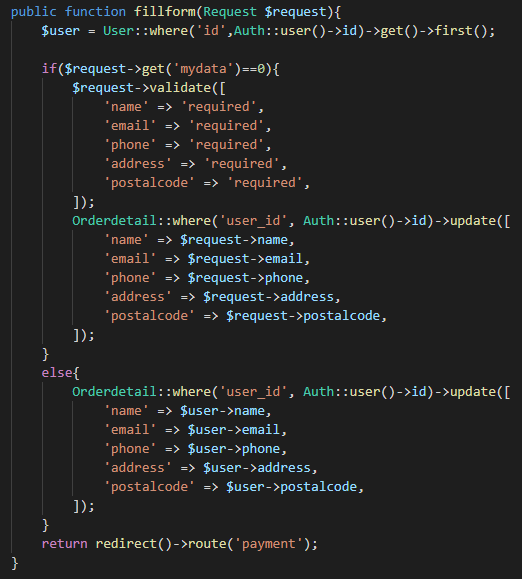 public function fillform(Request $request){
    $user = User::where('id',Auth::user()->id)->get()->first();

    if($request->get('mydata')==0){
        $request->validate([
            'name' => 'required',
            'email' => 'required',
            'phone' => 'required',
            'address' => 'required',
            'postalcode' => 'required',
        ]);
        Orderdetail::where('user_id', Auth::user()->id)->update([
            'name' => $request->name,
            'email' => $request->email,
            'phone' => $request->phone,
            'address' => $request->address,
            'postalcode' => $request->postalcode,
        ]);
    }
    else{
        Orderdetail::where('user_id', Auth::user()->id)->update([
            'name' => $user->name,
            'email' => $user->email,
            'phone' => $user->phone,
            'address' => $user->address,
            'postalcode' => $user->postalcode,
        ]);
    }
    return redirect()->route('payment');
}